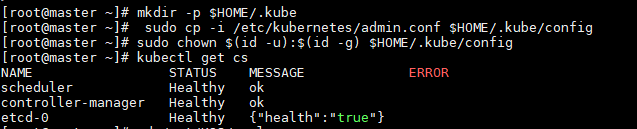 [root@master ~]# mkdir -p $HOME/.kube
[root@master ~]#  sudo cp -i /etc/kubernetes/admin.conf $HOME/.kube/config
[root@master ~]# sudo chown $(id -u):$(id -g) $HOME/.kube/config
[root@master ~]# kubectl get cs
NAME                 STATUS    MESSAGE             ERROR
scheduler            Healthy   ok
controller-manager   Healthy   ok
etcd-0               Healthy   {"health":"true"}